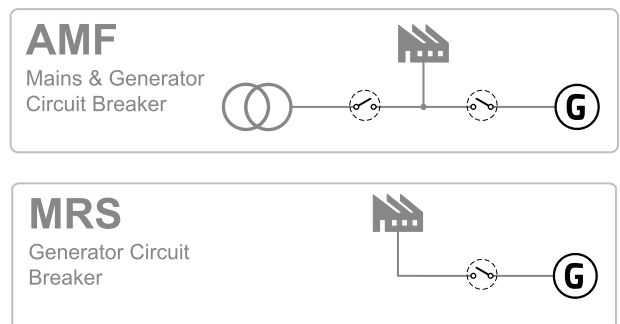 AMF
Mains & Generator
Circuit Breaker
G
MRS
Generator Circuit
Breaker
G